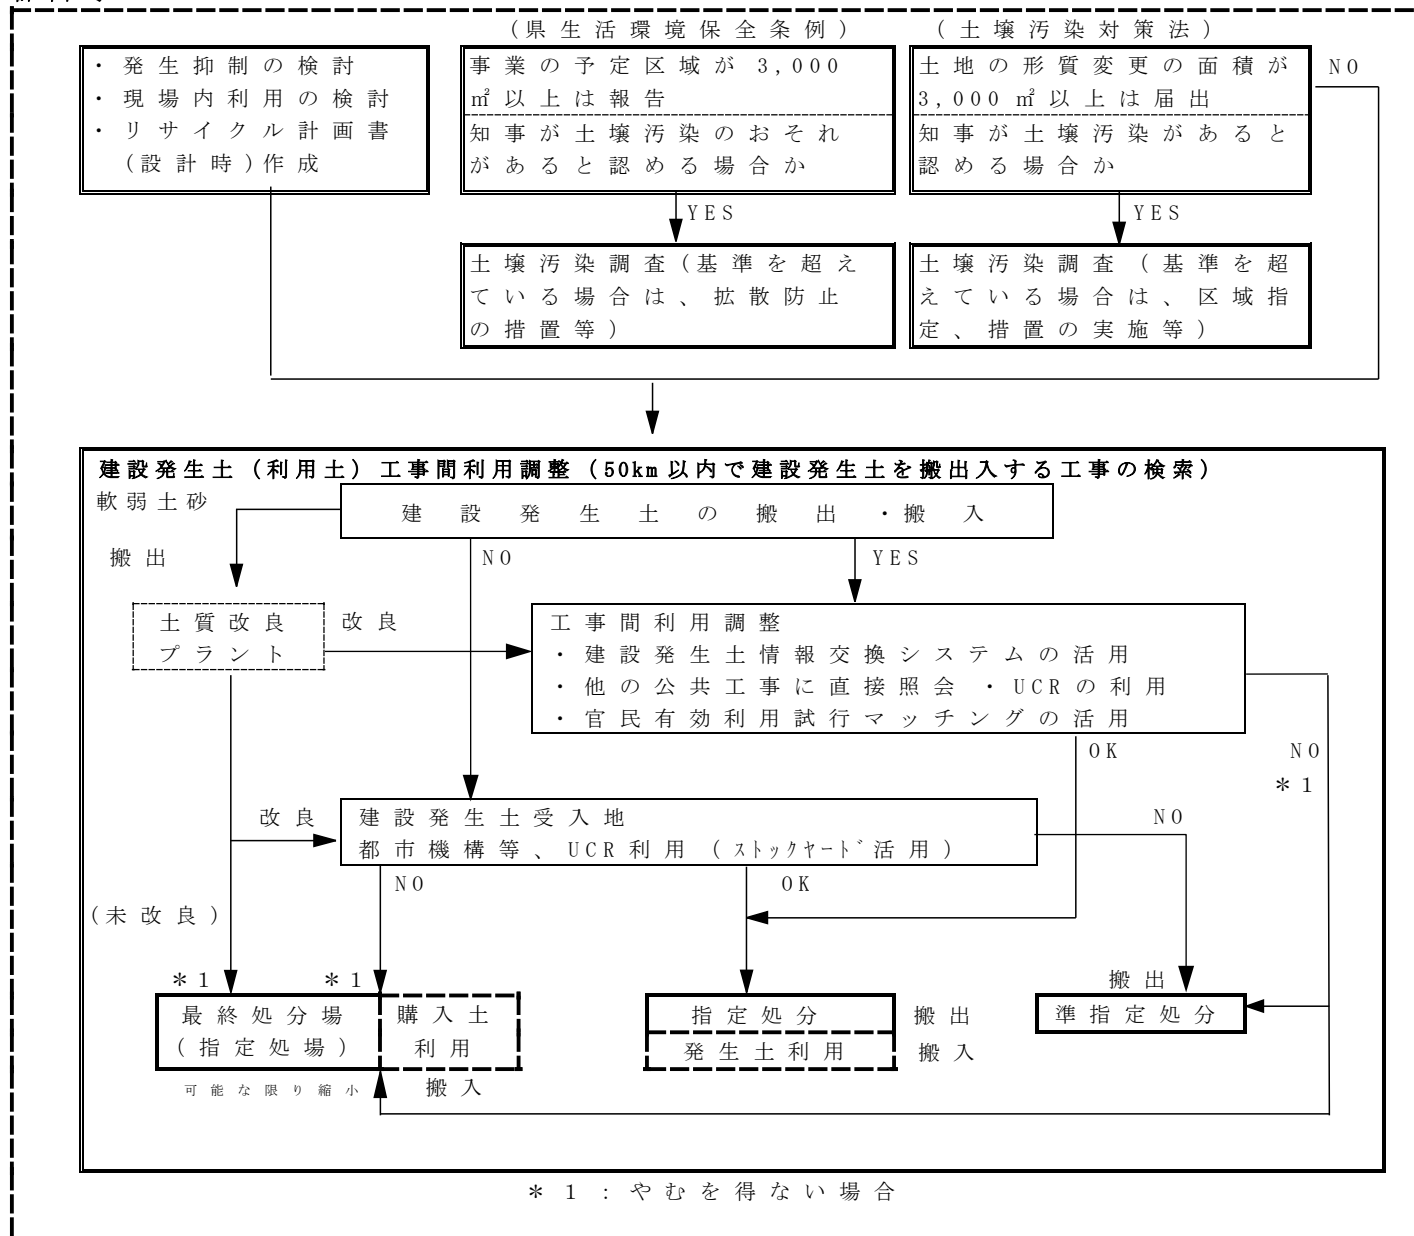 (県生活環境保全条例)
(土壌汚染対策法)
・発生抑制の検討
・現場内利用の検討
・リサイクル計画書
(設計時)作成
事業の予定区域が 3,000
㎡以上は報告
知事が土壌汚染のおそれ
があると認める場合か
土地の形質変更の面積が
3,000 ㎡以上は届出
知事が土壌汚染があると
認める場合か
NO
YES
YES
土壌汚染調査(基準を超え
ている場合は、拡散防止
の措置等)
土壌汚染調査(基準を超
えている場合は、区域指
定、措置の実施等)
建設発生土(利用土)工事間利用調整(50km以内で建設発生土を搬出入する工事の検索)
軟弱土砂
建設発生土の搬出・搬入
搬出
NO
YES
土質改良
プラント
改良
工事間利用調整
・建設発生土情報交換システムの活用
・他の公共工事に直接照会・UCRの利用
・官民有効利用試行マッチングの活用
OK
NO
*1
改良
建設発生土受入地
都市機構等、UCR利用(ストックヤード活用)
NO
NO
OK
(未改良)
*1
*1
搬出
最終処分場
(指定処場)
購入土
利用
指定処分
搬出
発生土利用
搬入
準指定処分
可能な限り縮小
搬入
*1:やむを得ない場合